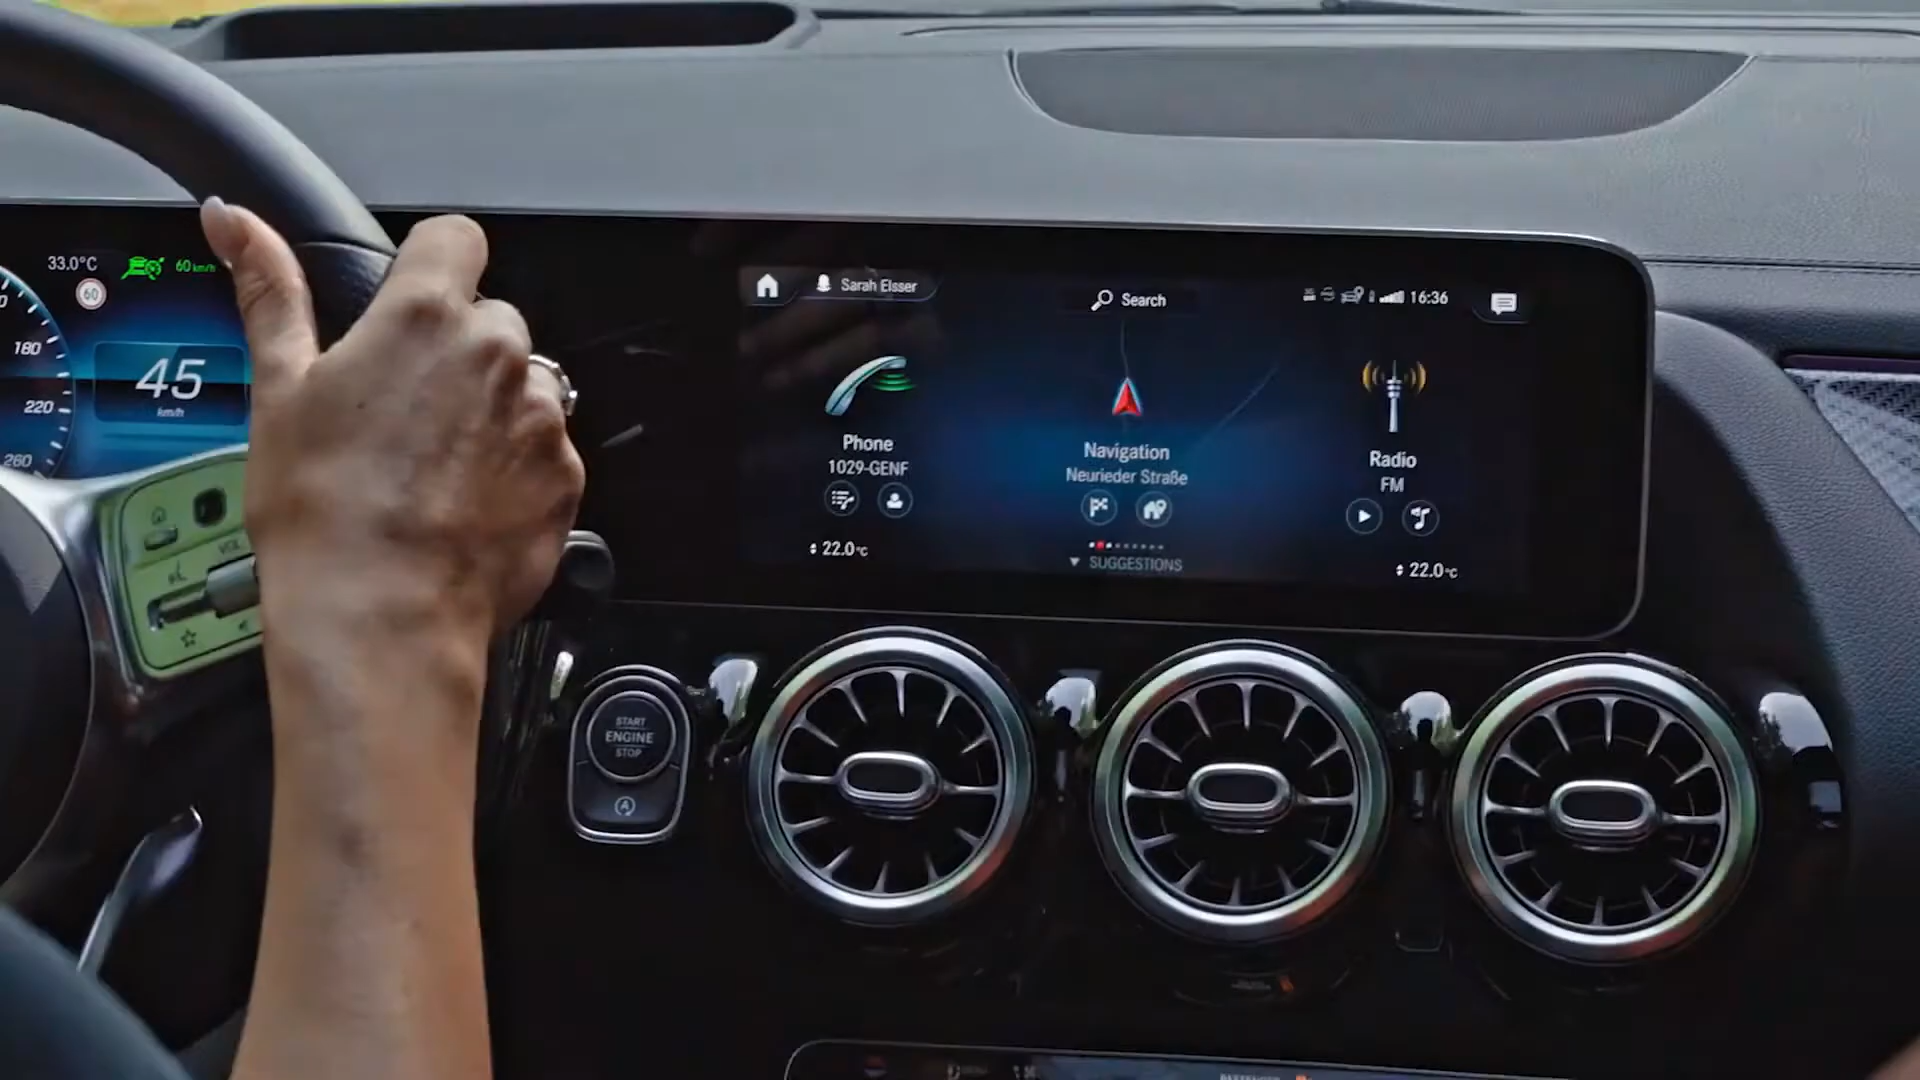 33.0°C
60 km/h
60
180
45
km/h
220
260
VOL
Sarah Elsser
Search
16:36
Phone
1029-GENF
Navigation
Neurieder Straße
Radio
FM
22.0°C
SUGGESTIONS
22.0°C
START
ENGINE
STOP
A